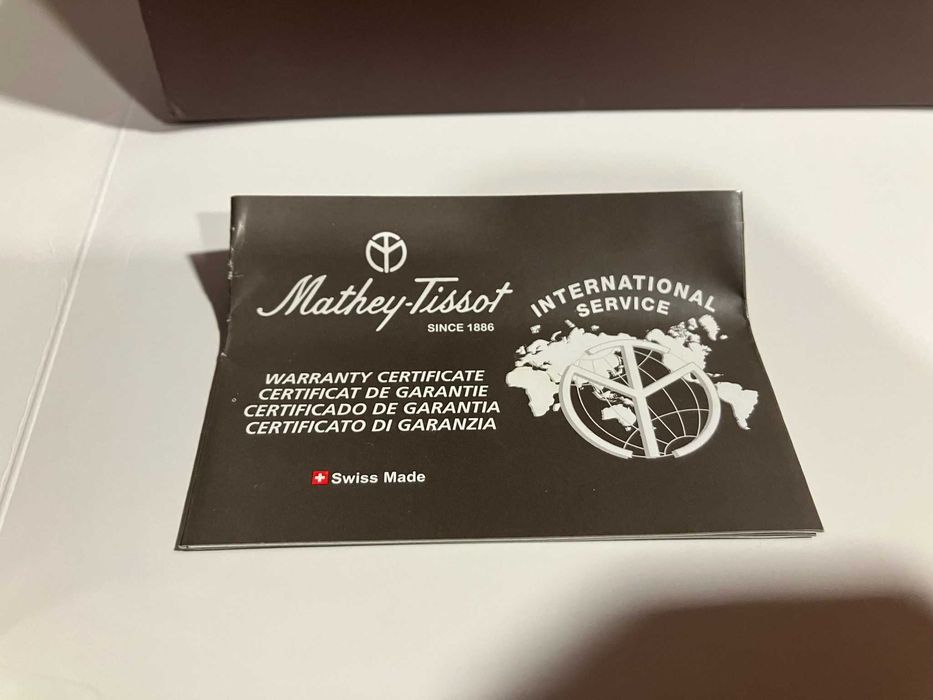 Mathey-Tissot
SINCE 1886
WARRANTY CERTIFICATE
CERTIFICAT DE GARANTIE
CERTIFICADO DE GARANTIA
CERTIFICATO DI GARANZIA
Swiss Made
INTERNATIONAL
SERVICE